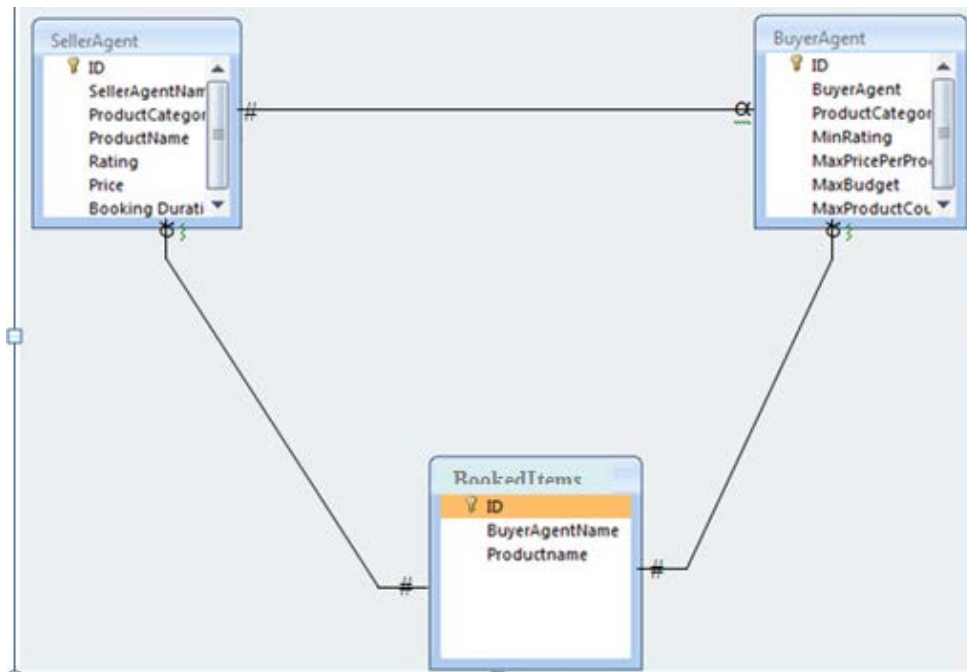 SellerAgent
ID
SellerAgentNam
ProductCategor
ProductName
Rating
Price
Booking Durati
#
α
BuyerAgent
ID
BuyerAgent
ProductCategor
MinRating
MaxPricePerPro
MaxBudget
MaxProductCou
BookedItems
ID
BuyerAgentName
Productname
#
#